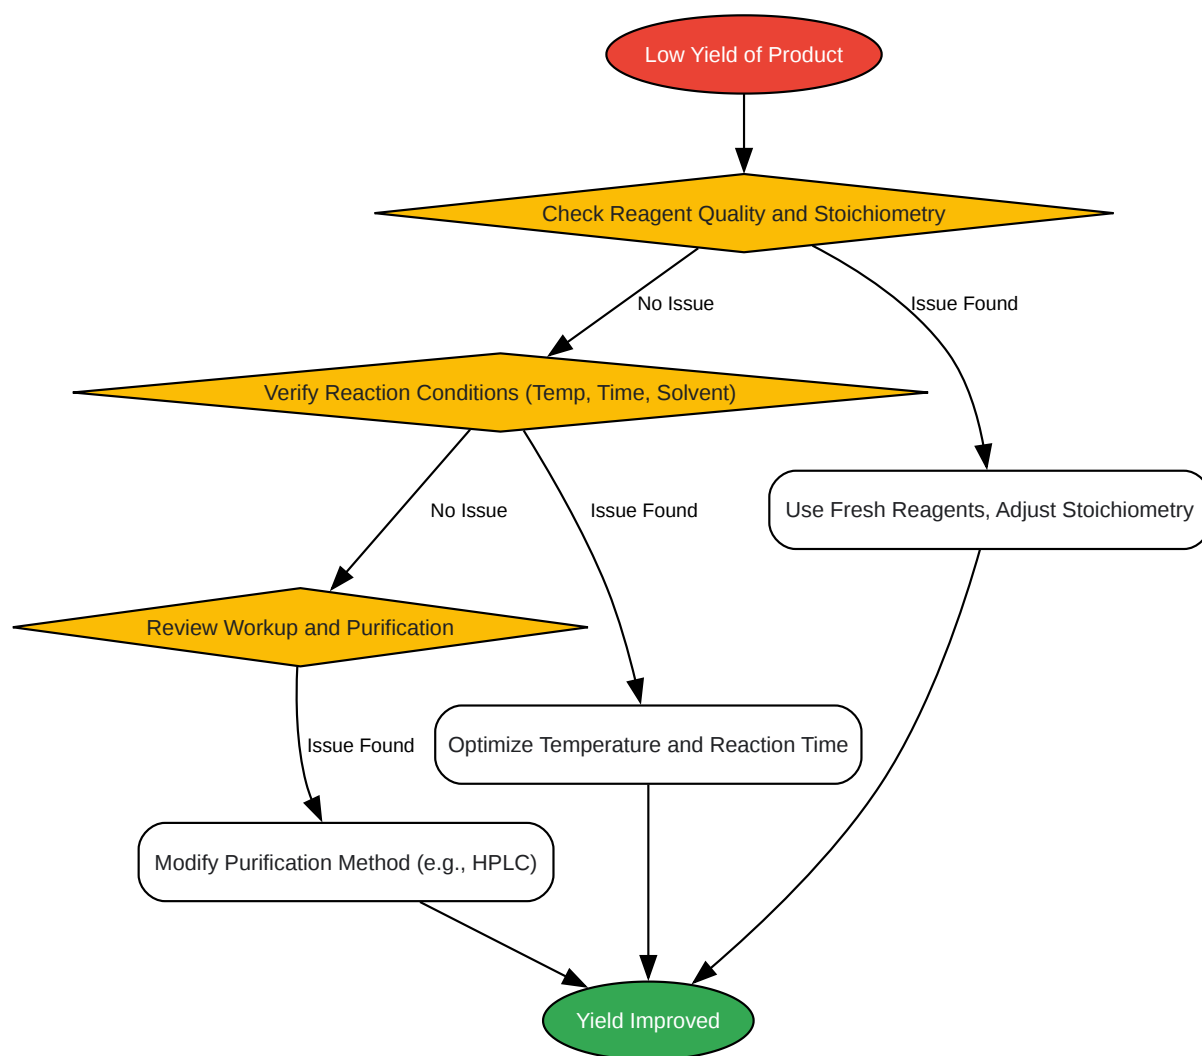 Low Yield of Product
Check Reagent Quality and Stoichiometry
No Issue
Issue Found
Verify Reaction Conditions (Temp, Time, Solvent)
No Issue
Issue Found
Use Fresh Reagents, Adjust Stoichiometry
Review Workup and Purification
Issue Found
Optimize Temperature and Reaction Time
Modify Purification Method (e.g., HPLC)
Yield Improved